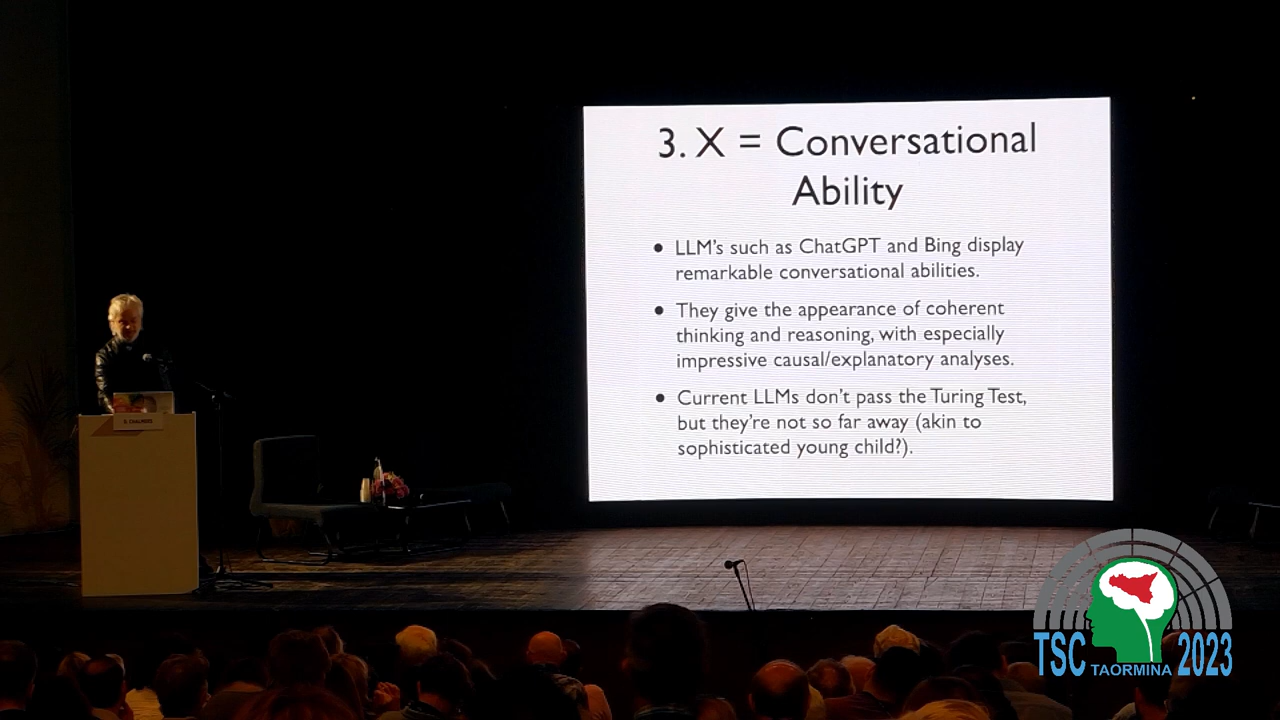 3. X = Conversational
Ability
• LLM's such as ChatGPT and Bing display
remarkable conversational abilities.
• They give the appearance of coherent
thinking and reasoning, with especially
impressive causal/explanatory analyses.
• Current LLMs don't pass the Turing Test,
but they're not so far away (akin to
sophisticated young child?).
D. CHALMERS
TSC TAORMINA 2023